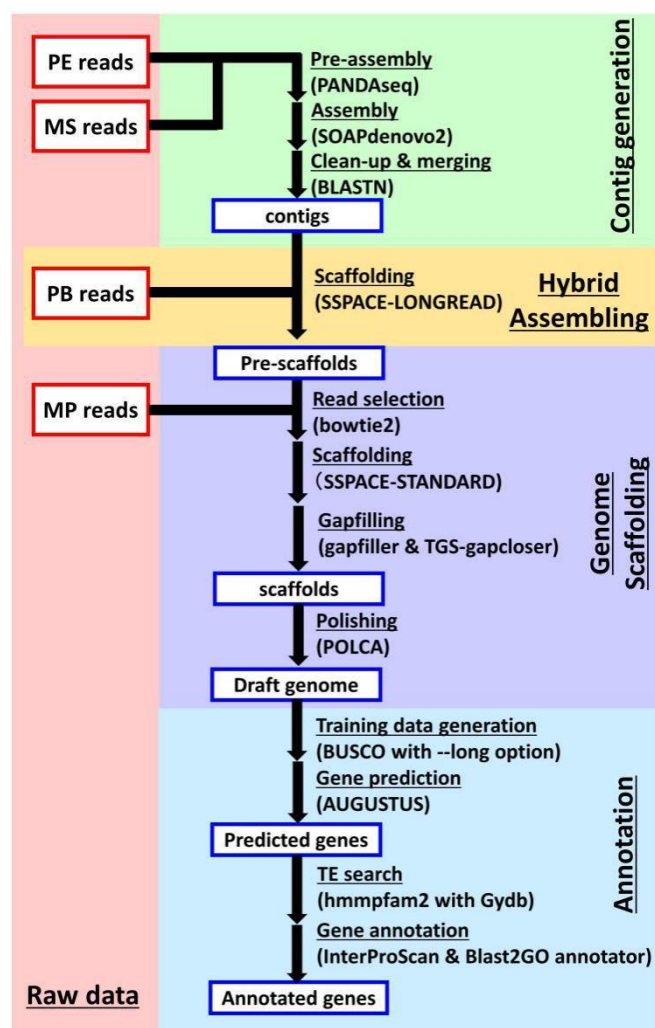 PE reads
MS reads
Pre-assembly
(PANDAseq)
Assembly
(SOAPdenovo2)
Clean-up & merging
(BLASTN)
contigs
Contig generation
PB reads
Scaffolding
(SSPACE-LONGREAD)
Hybrid
Assembling
Pre-scaffolds
MP reads
Read selection
(bowtie2)
Scaffolding
(SSPACE-STANDARD)
Gapfilling
(gapfiller & TGS-gapcloser)
scaffolds
Polishing
(POLCA)
Draft genome
Genome
Scaffolding
Training data generation
(BUSCO with --long option)
Gene prediction
(AUGUSTUS)
Predicted genes
TE search
(hmmpfam2 with Gydb)
Gene annotation
(InterProScan & Blast2GO annotator)
Annotated genes
Annotation
Raw data